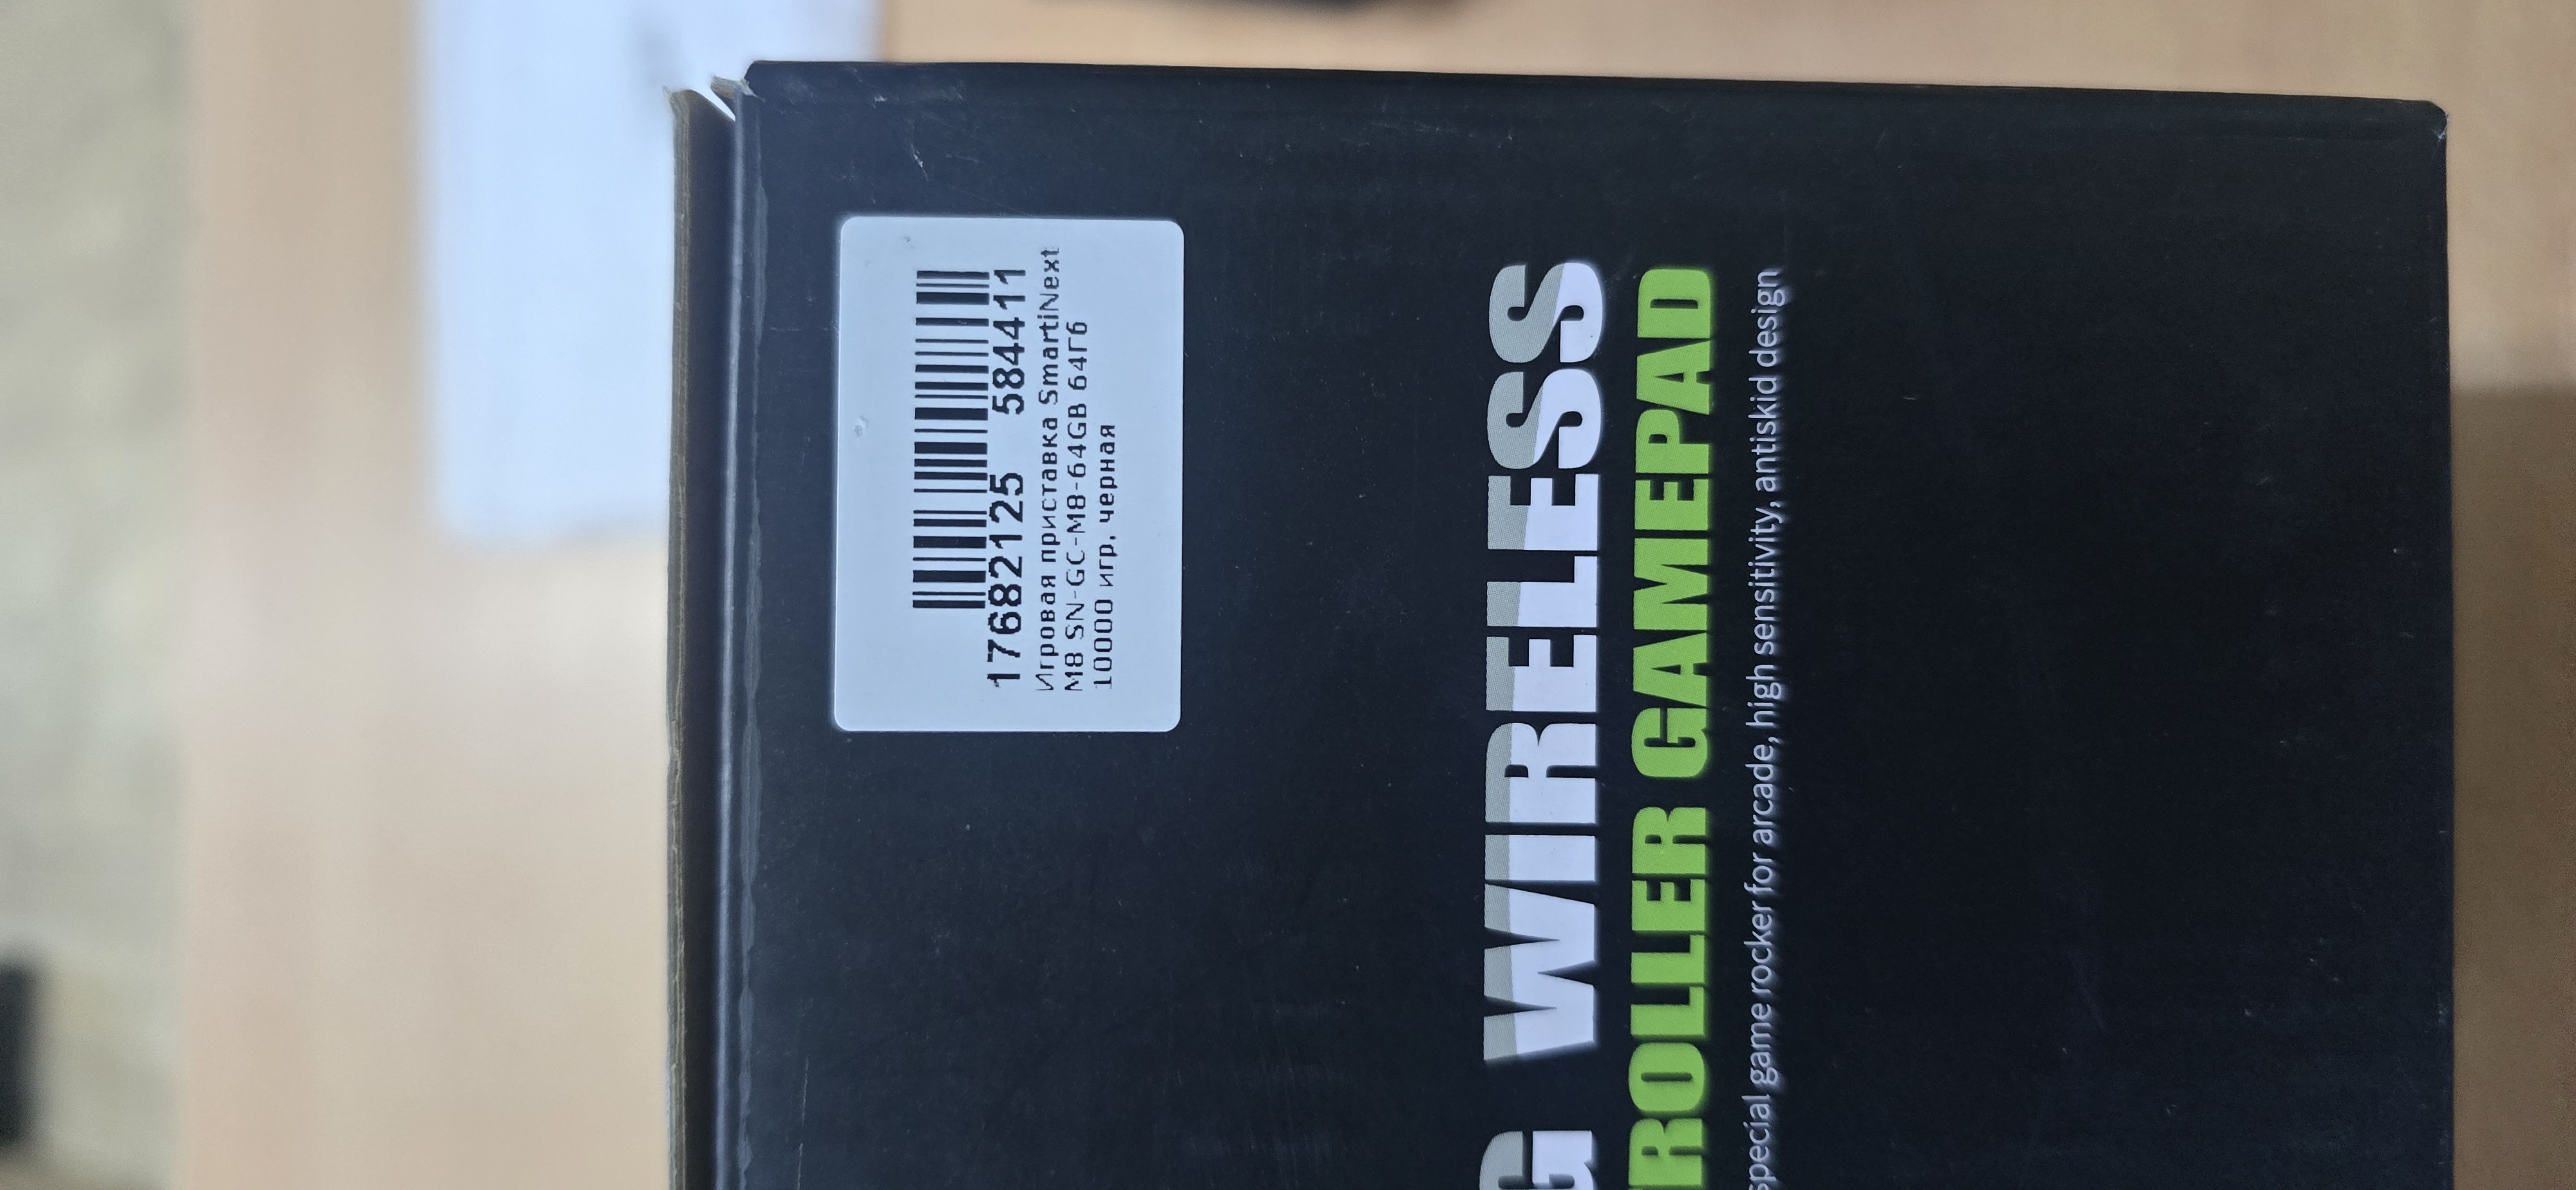 17682125 584411
Игровая приставка SmartiNext
M8 SN-GC-M8-64GB 64Гб
10000 игр, черная
G WIRELESS
ROLLER GAMEPAD
special game rocker for arcade, high sensitivity, antiskid design